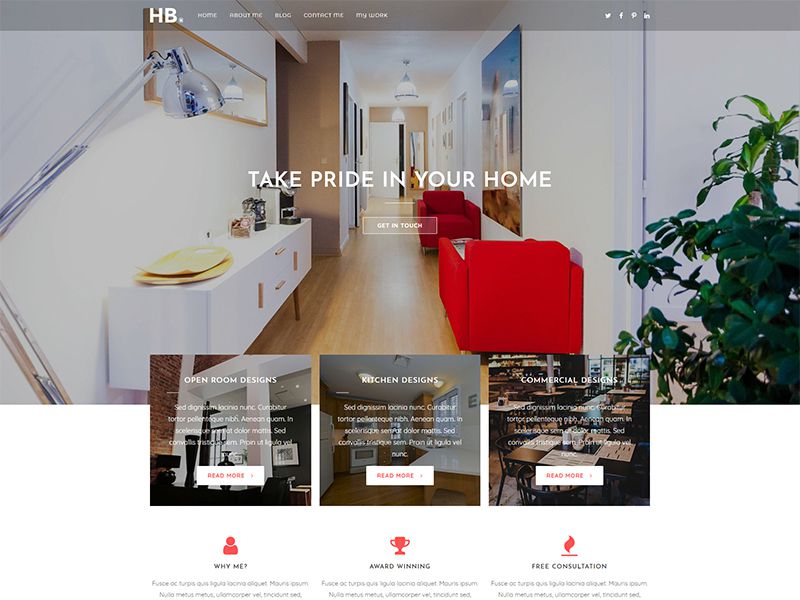 HB.
HOME ABOUT ME BLOG CONTACT ME MY WORK
TAKE PRIDE IN YOUR HOME
GET IN TOUCH
OPEN ROOM DESIGNS
Sed dignissim lacinia nunc. Curabitur
tortor pellentesque nibh. Aenean quam. In
scelerisque sem at dolor mattis. Sed
convallis tristique sem. Proin ut ligula vel
nunc.
READ MORE >
KITCHEN DESIGNS
Sed dignissim lacinia nunc. Curabitur
tortor pellentesque nibh. Aenean quam. In
scelerisque sem at dolor mattis. Sed
convallis tristique sem. Proin ut ligula vel
nunc.
READ MORE >
COMMERCIAL DESIGNS
Sed dignissim lacinia nunc. Curabitur
tortor pellentesque nibh. Aenean quam. In
scelerisque sem at dolor mattis. Sed
convallis tristique sem. Proin ut ligula vel
nunc.
READ MORE >
WHY ME?
Fusce ac turpis quis ligula lacinia aliquet. Mauris ipsum.
Nulla metus metus, ullamcorper vel, tincidunt sed,
AWARD WINNING
Fusce ac turpis quis ligula lacinia aliquet. Mauris ipsum.
Nulla metus metus, ullamcorper vel, tincidunt sed,
FREE CONSULTATION
Fusce ac turpis quis ligula lacinia aliquet. Mauris ipsum.
Nulla metus metus, ullamcorper vel, tincidunt sed,